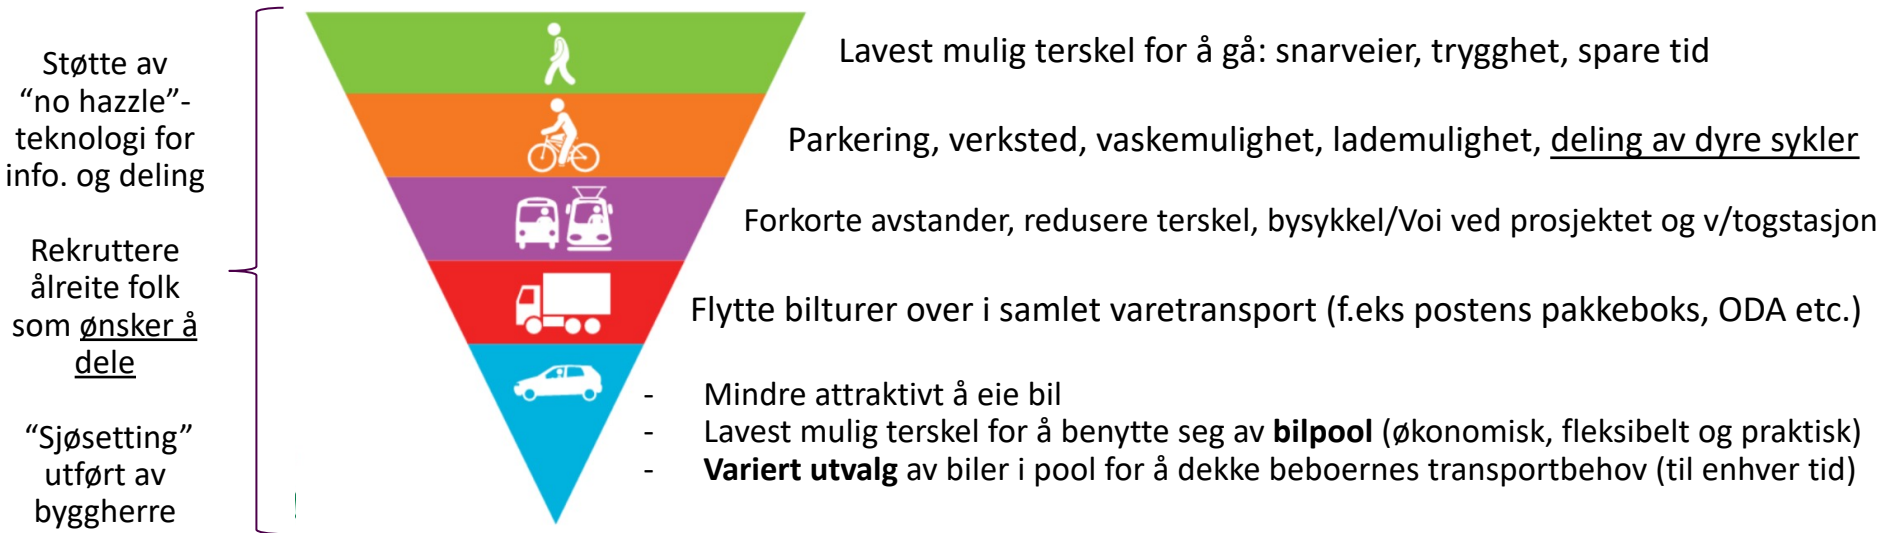 Støtte av
“no hazzle”-
teknologi for
info. og deling
Rekruttere
ålreite folk
som ønsker å
dele
“Sjøsetting”
utført av
byggherre
Lavest mulig terskel for å gå: snarveier, trygghet, spare tid
Parkering, verksted, vaskemulighet, lademulighet, deling av dyre sykler
Forkorte avstander, redusere terskel, bysykkel/Voi ved prosjektet og v/togstasjon
Flytte bilturer over i samlet varetransport (f.eks postens pakkeboks, ODA etc.)
- Mindre attraktivt å eie bil
- Lavest mulig terskel for å benytte seg av bilpool (økonomisk, fleksibelt og praktisk)
- Variert utvalg av biler i pool for å dekke beboernes transportbehov (til enhver tid)